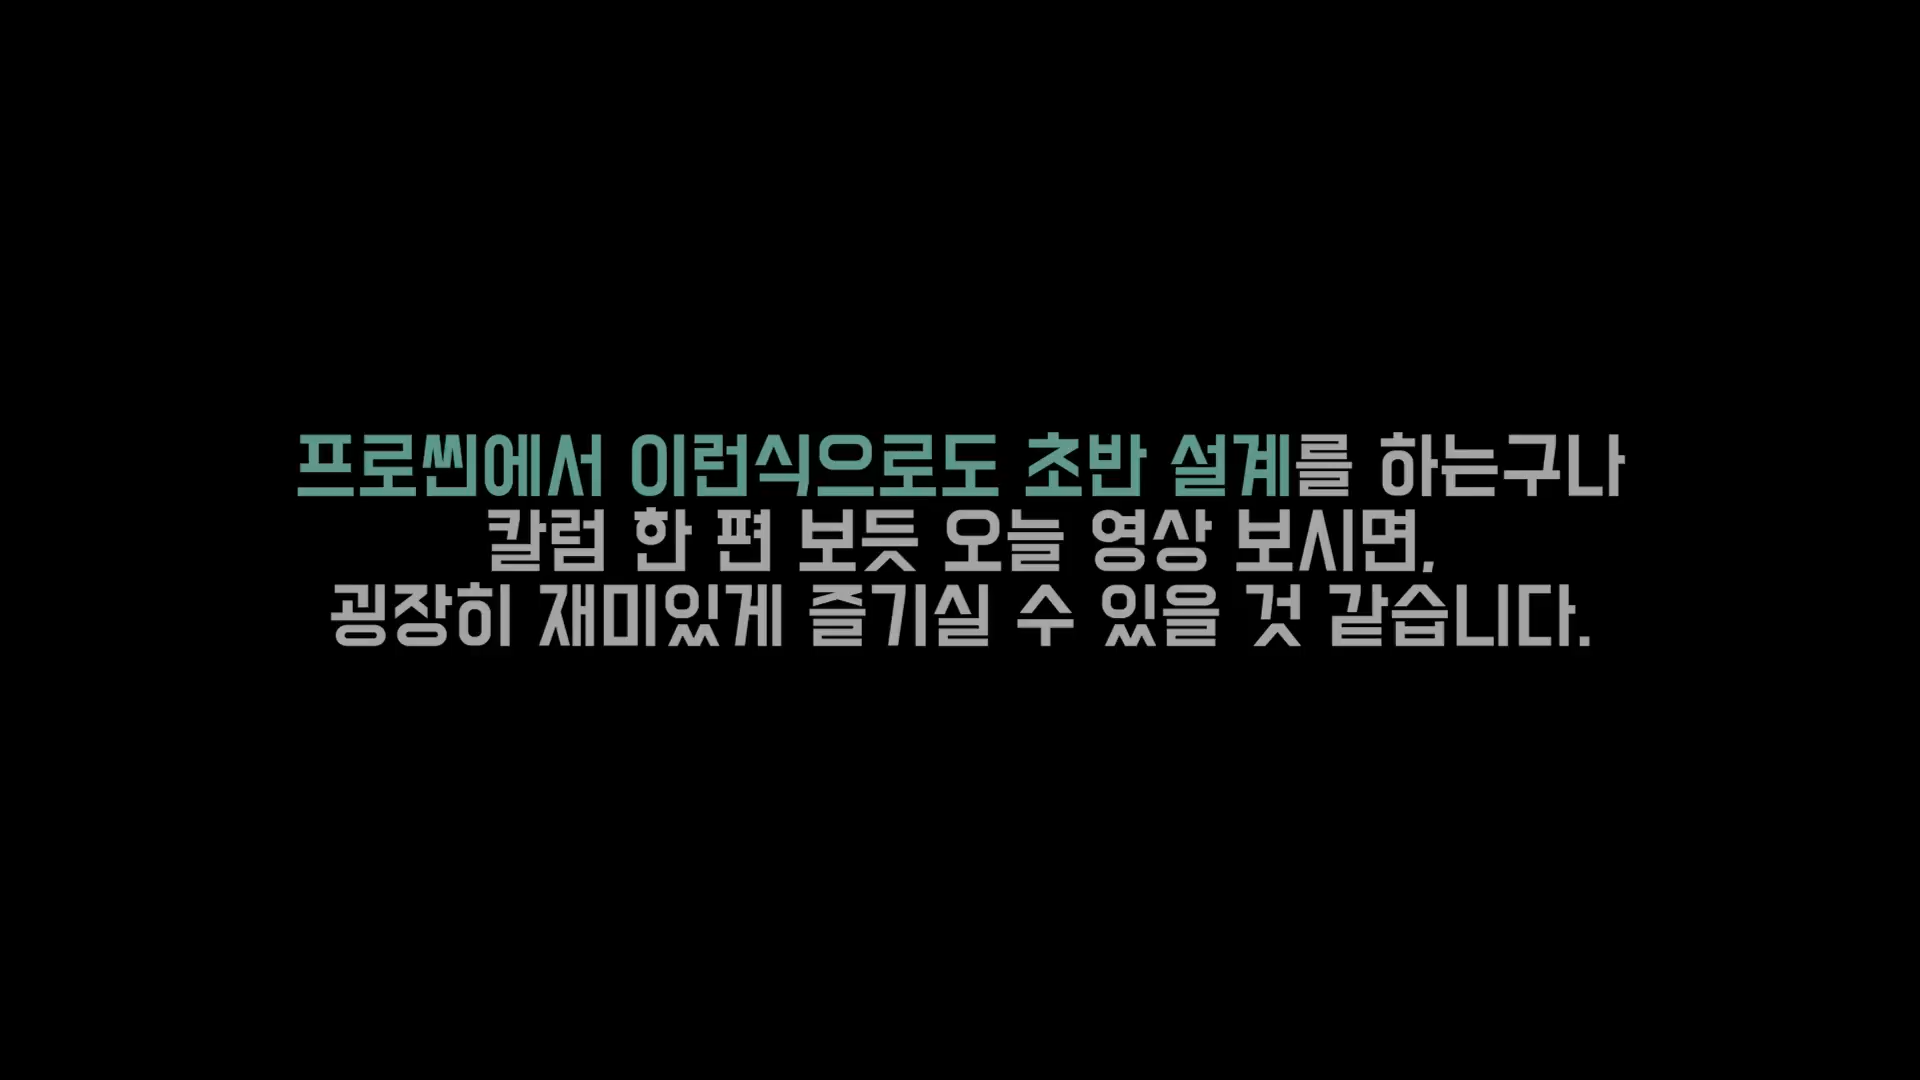 프로씬에서 이런식으로도 초반 설계를 하는구나
칼럼 한 편 보듯 오늘 영상 보시면,
굉장히 재미있게 즐기실 수 있을 것 같습니다.